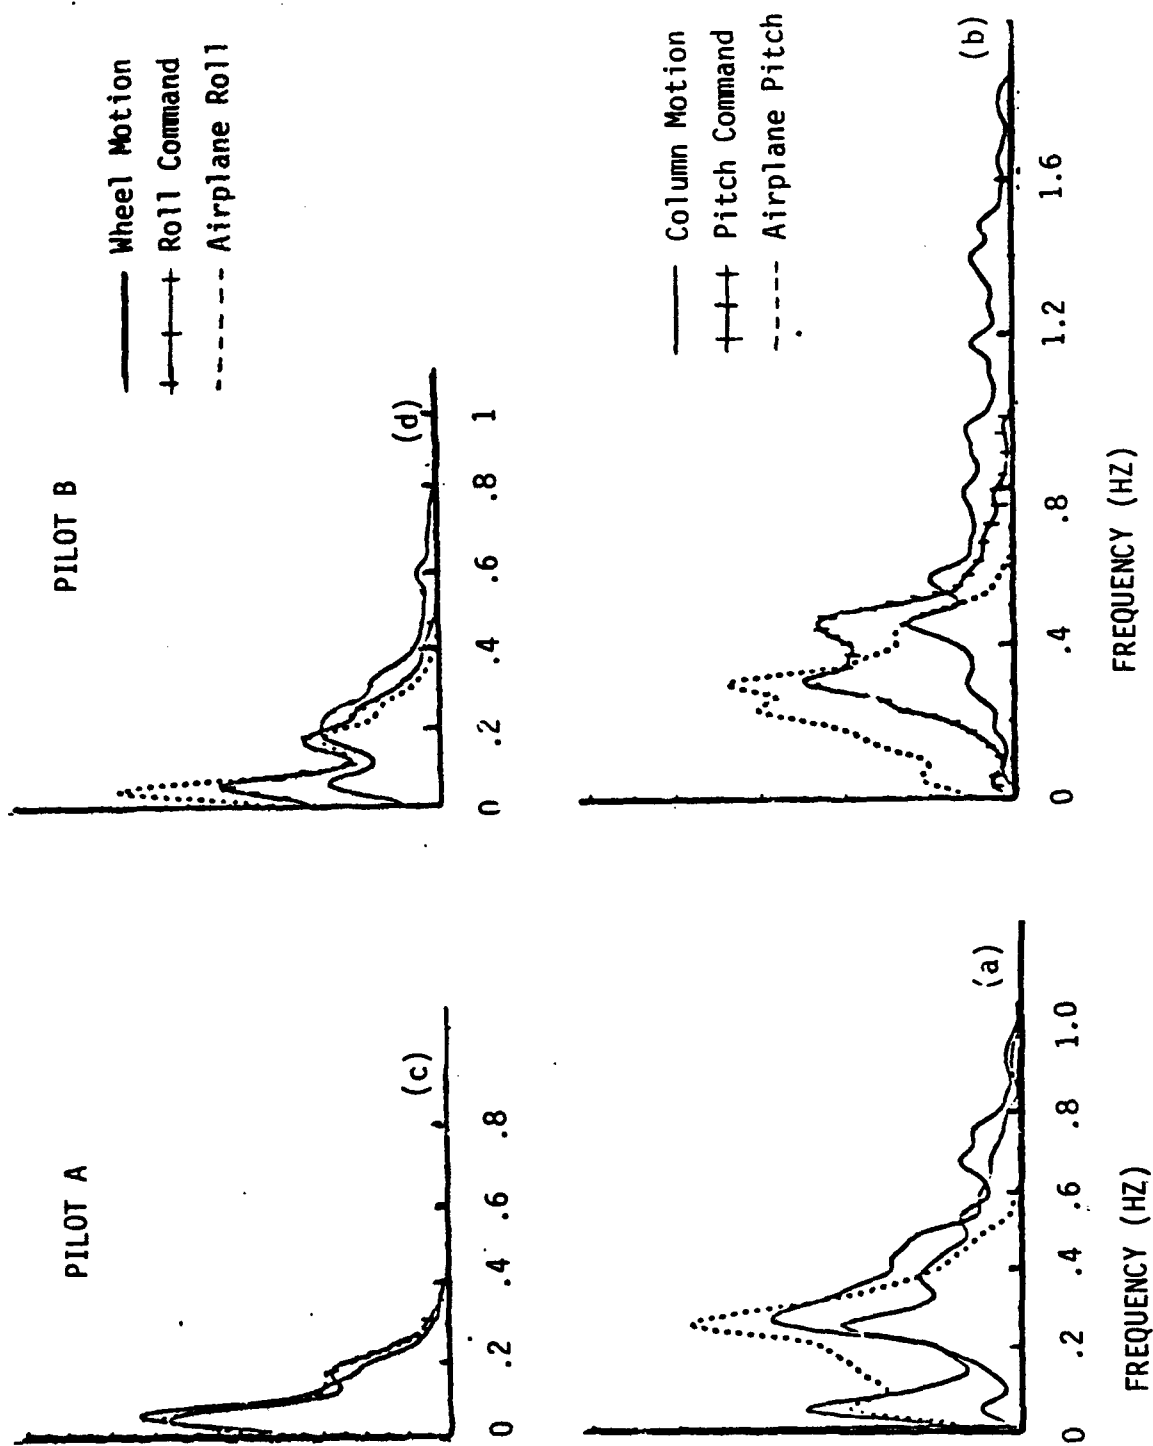 PILOT A
PILOT B
Wheel Motion
Roll Command
Airplane Roll
(c)
0 .2 .4 .6 .8
(d)
0 .2 .4 .6 .8 1
Column Motion
Pitch Command
Airplane Pitch
(a)
0 .2 .4 .6 .8 1.0
FREQUENCY (HZ)
(b)
0 .4 .8 1.2 1.6
FREQUENCY (HZ)